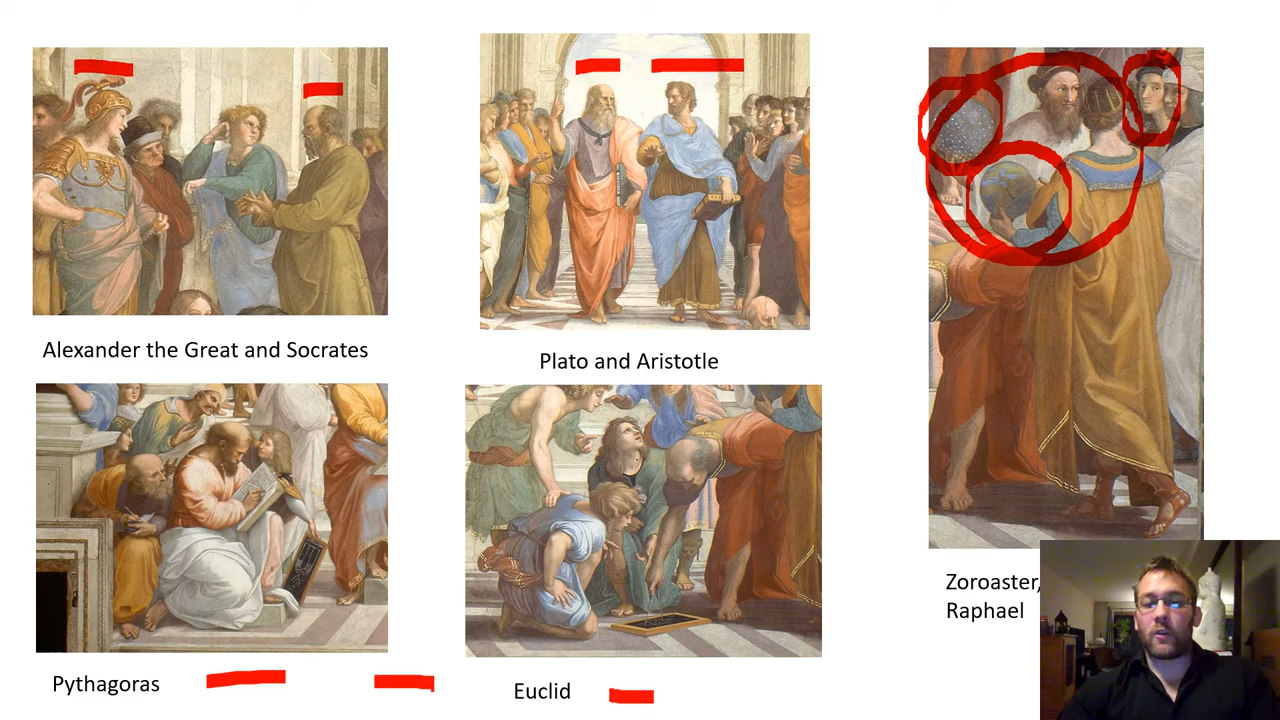 Alexander the Great and Socrates
Plato and Aristotle
Pythagoras
Euclid
Zoroaster,
Raphael